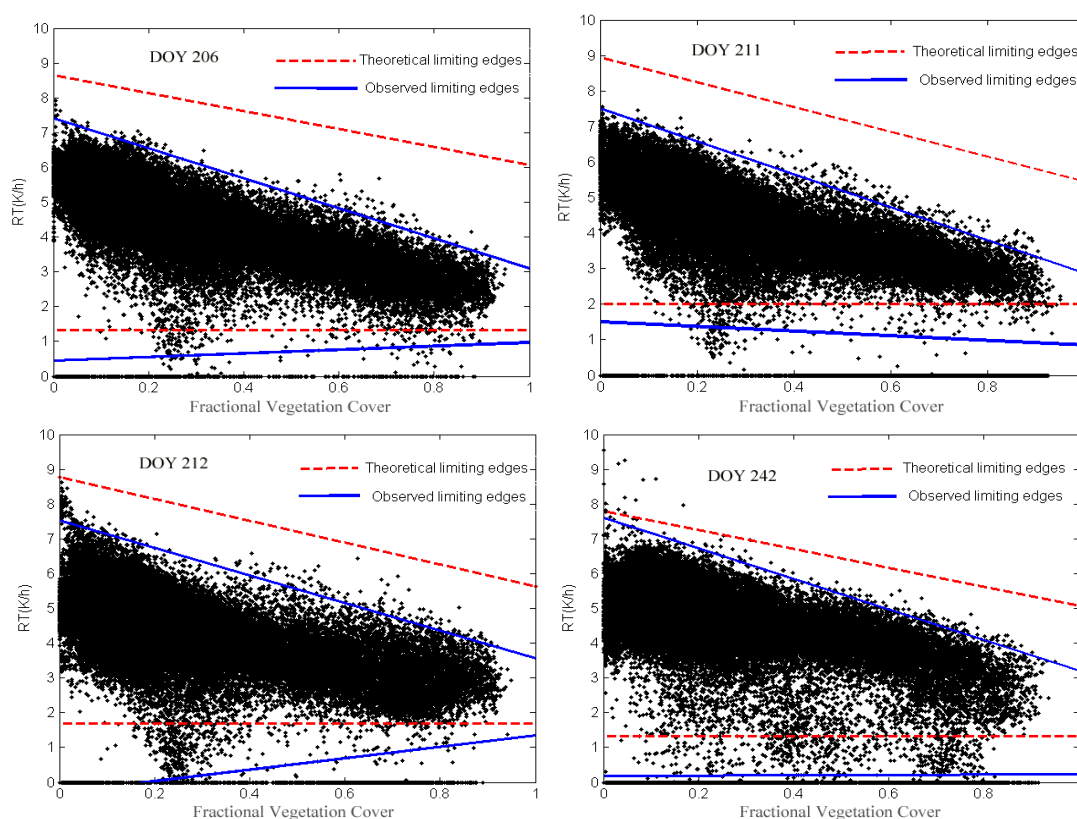 DOY 206
Theoretical limiting edges
Observed limiting edges
RT(K/h)
10
9
8
7
6
5
4
3
2
1
0
0 0.2 0.4 0.6 0.8 1
Fractional Vegetation Cover
DOY 211
Theoretical limiting edges
Observed limiting edges
RT(K/h)
10
9
8
7
6
5
4
3
2
1
0
0 0.2 0.4 0.6 0.8
Fractional Vegetation Cover
DOY 212
Theoretical limiting edges
Observed limiting edges
RT(K/h)
10
9
8
7
6
5
4
3
2
1
0
0 0.2 0.4 0.6 0.8 1
Fractional Vegetation Cover
DOY 242
Theoretical limiting edges
Observed limiting edges
RT(K/h)
10
9
8
7
6
5
4
3
2
1
0
0 0.2 0.4 0.6 0.8
Fractional Vegetation Cover